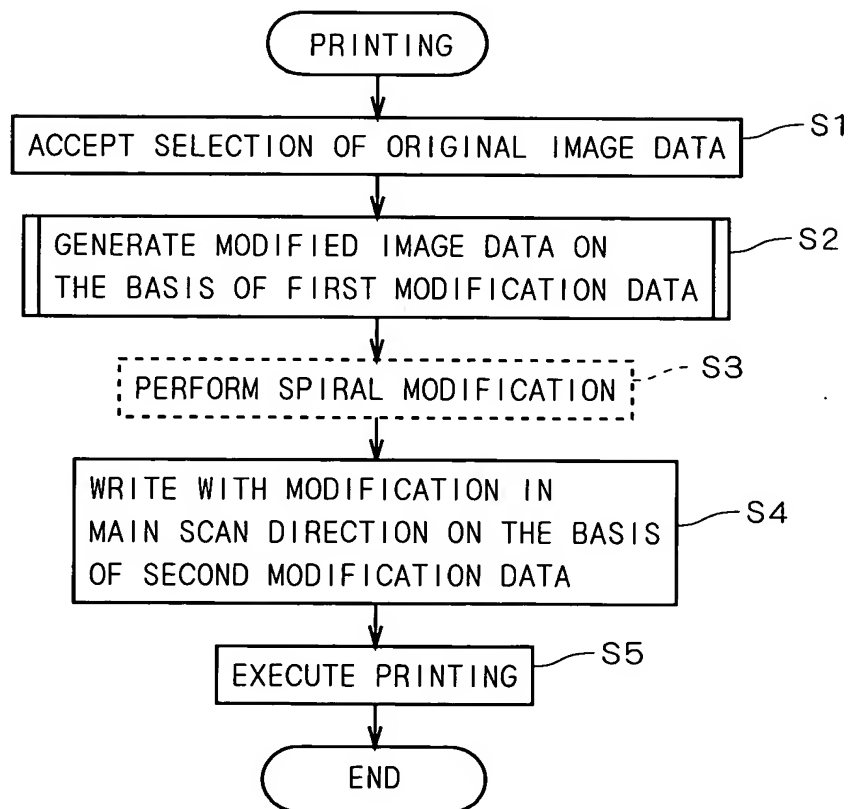 PRINTING
ACCEPT SELECTION OF ORIGINAL IMAGE DATA
S1
GENERATE MODIFIED IMAGE DATA ON
THE BASIS OF FIRST MODIFICATION DATA
S2
PERFORM SPIRAL MODIFICATION
S3
WRITE WITH MODIFICATION IN
MAIN SCAN DIRECTION ON THE BASIS
OF SECOND MODIFICATION DATA
S4
EXECUTE PRINTING
S5
END